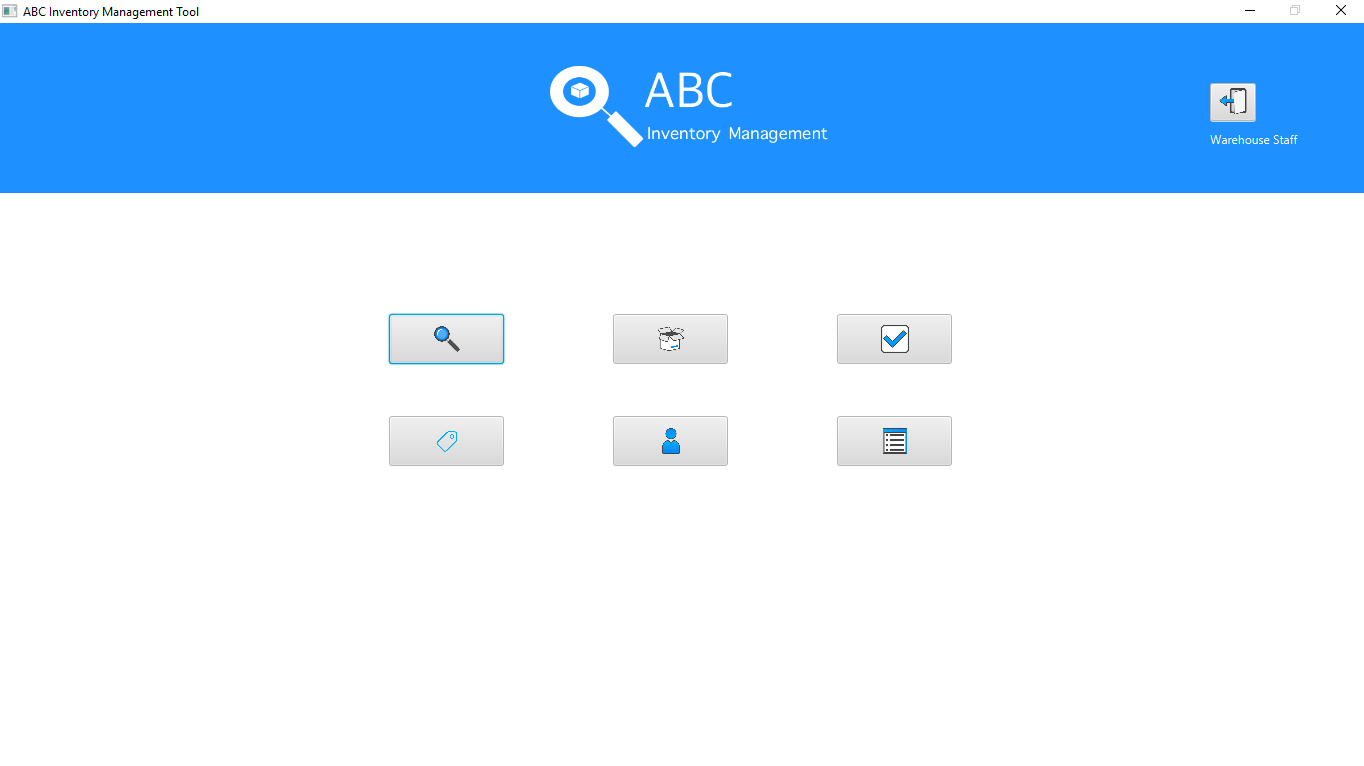 ABC Inventory Management Tool
ABC
Inventory Management
Warehouse Staff